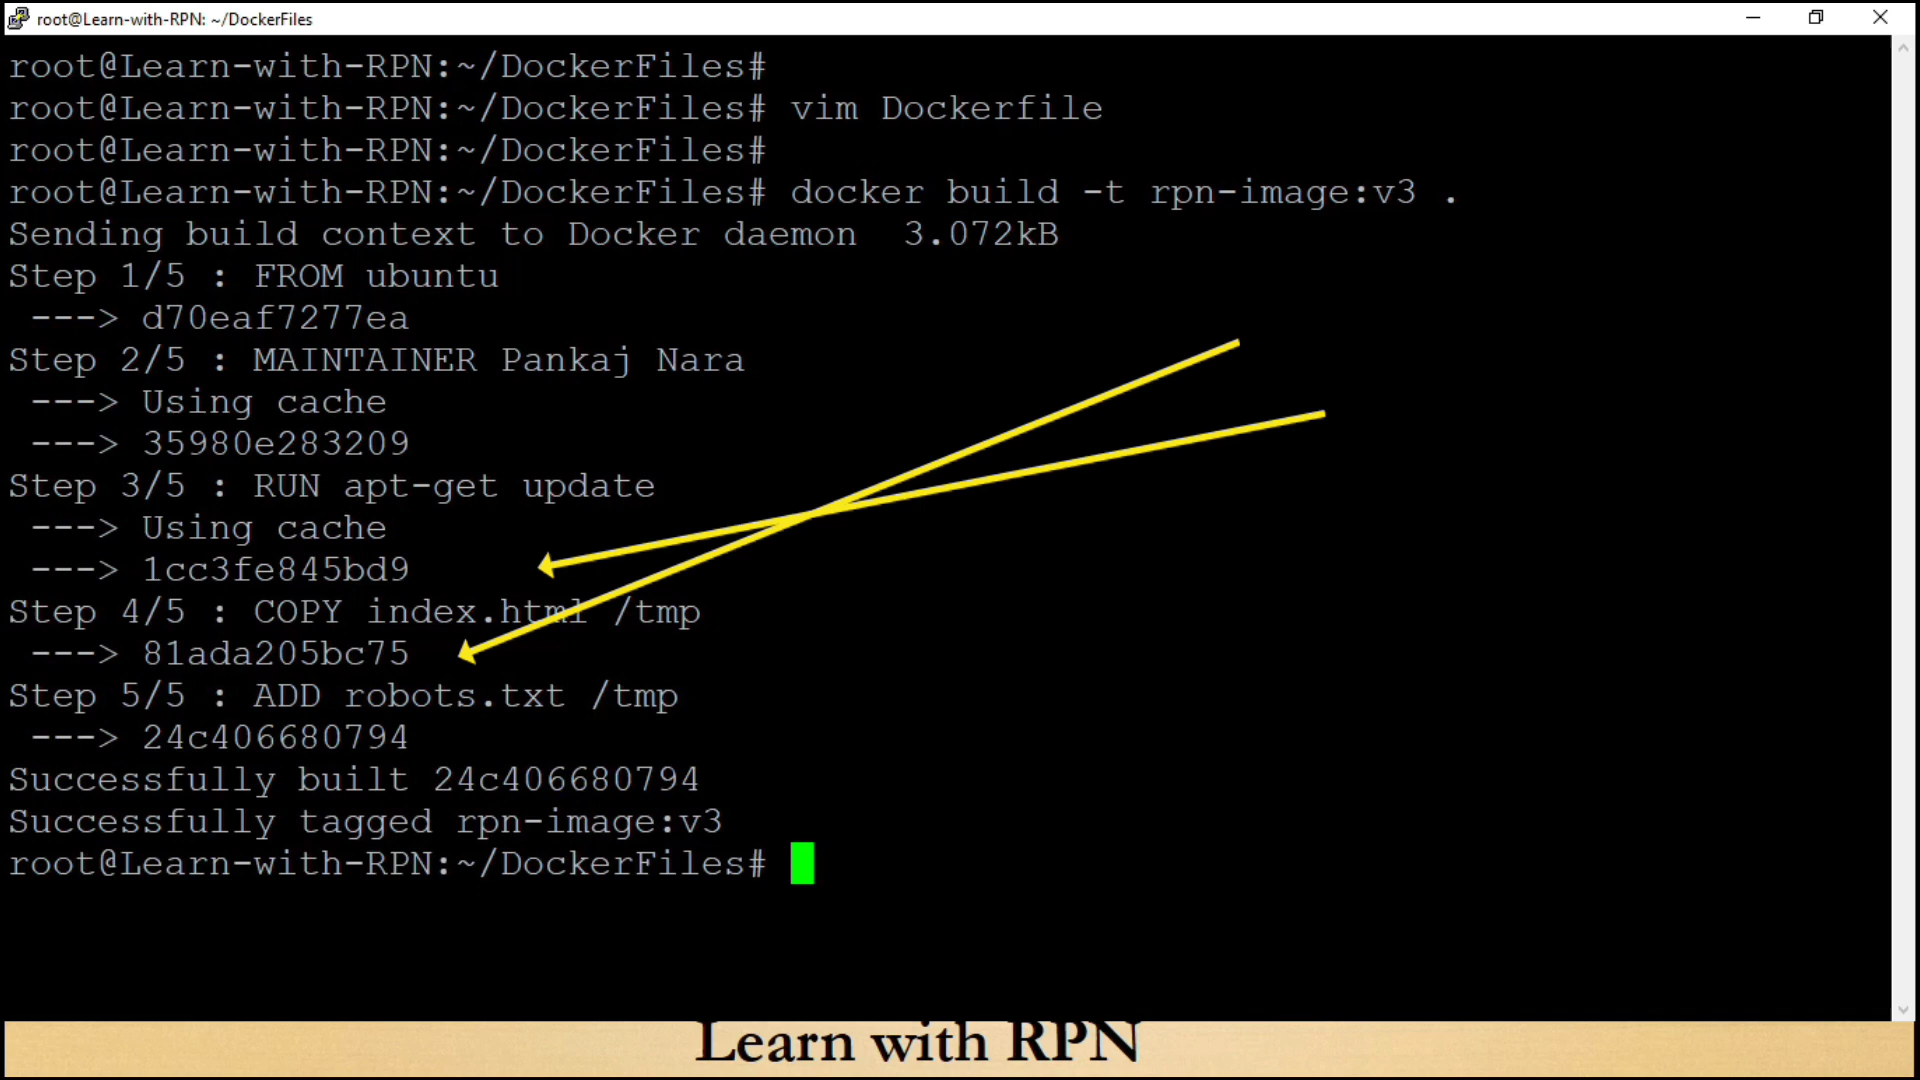 root@Learn-with-RPN: ~/DockerFiles
root@Learn-with-RPN:~/DockerFiles#
root@Learn-with-RPN:~/DockerFiles# vim Dockerfile
root@Learn-with-RPN:~/DockerFiles#
root@Learn-with-RPN:~/DockerFiles# docker build -t rpn-image:v3 .
Sending build context to Docker daemon  3.072kB
Step 1/5 : FROM ubuntu
 ---> d70eaf7277ea
Step 2/5 : MAINTAINER Pankaj Nara
 ---> Using cache
 ---> 35980e283209
Step 3/5 : RUN apt-get update
 ---> Using cache
 ---> 1cc3fe845bd9
Step 4/5 : COPY index.html /tmp
 ---> 81ada205bc75
Step 5/5 : ADD robots.txt /tmp
 ---> 24c406680794
Successfully built 24c406680794
Successfully tagged rpn-image:v3
root@Learn-with-RPN:~/DockerFiles#
Learn with RPN